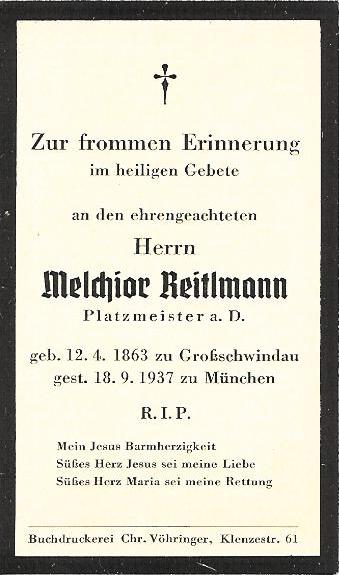 Zur frommen Erinnerung
im heiligen Gebete
an den ehrengeachteten
Herrn
Melchior Reitlmann
Platzmeister a. D.
geb. 12. 4. 1863 zu Großschwindau
gest. 18. 9. 1937 zu München
R. I. P.
Mein Jesus Barmherzigkeit
Süßes Herz Jesus sei meine Liebe
Süßes Herz Maria sei meine Rettung
Buchdruckerei Chr. Vöhringer, Klenzestr. 61